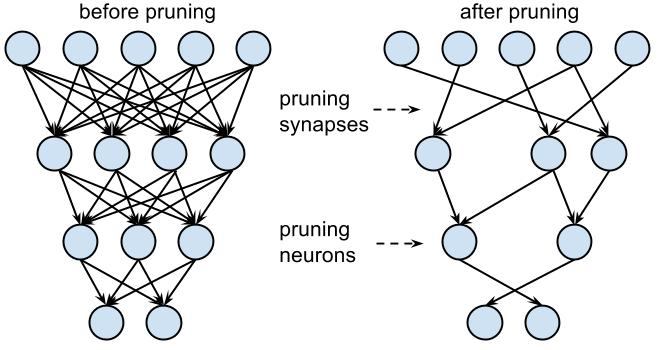 before pruning
after pruning
pruning
synapses
pruning
neurons